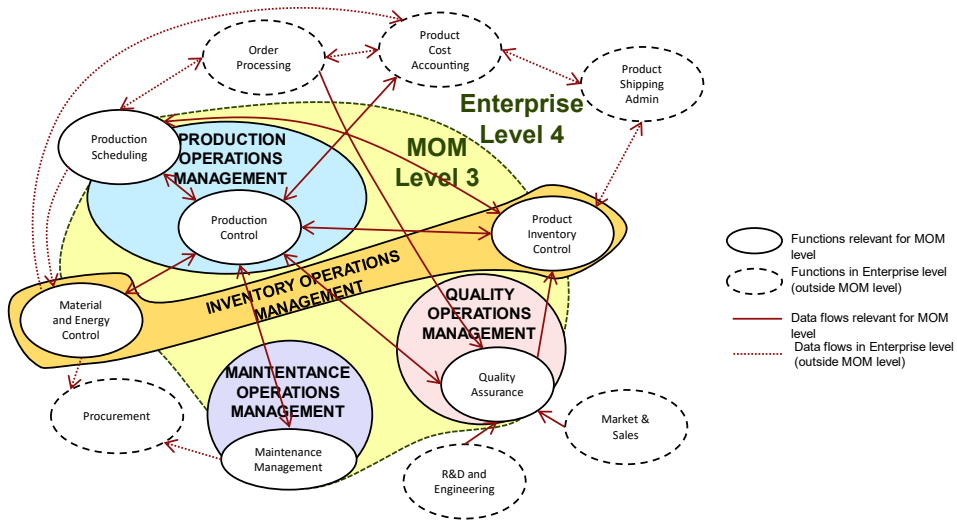 Order
Processing
Product
Cost
Accounting
Product
Shipping
Admin
Enterprise
Level 4
Production
Scheduling
PRODUCTION
OPERATIONS
MANAGEMENT
MOM
Level 3
Production
Control
Product
Inventory
Control
INVENTORY OPERATIONS
MANAGEMENT
Material
and Energy
Control
QUALITY
OPERATIONS
MANAGEMENT
Quality
Assurance
MAINTENTANCE
OPERATIONS
MANAGEMENT
Maintenance
Management
Procurement
R&D and
Engineering
Market &
Sales
Functions relevant for MOM
level
Functions in Enterprise level
(outside MOM level)
Data flows relevant for MOM
level
Data flows in Enterprise level
(outside MOM level)